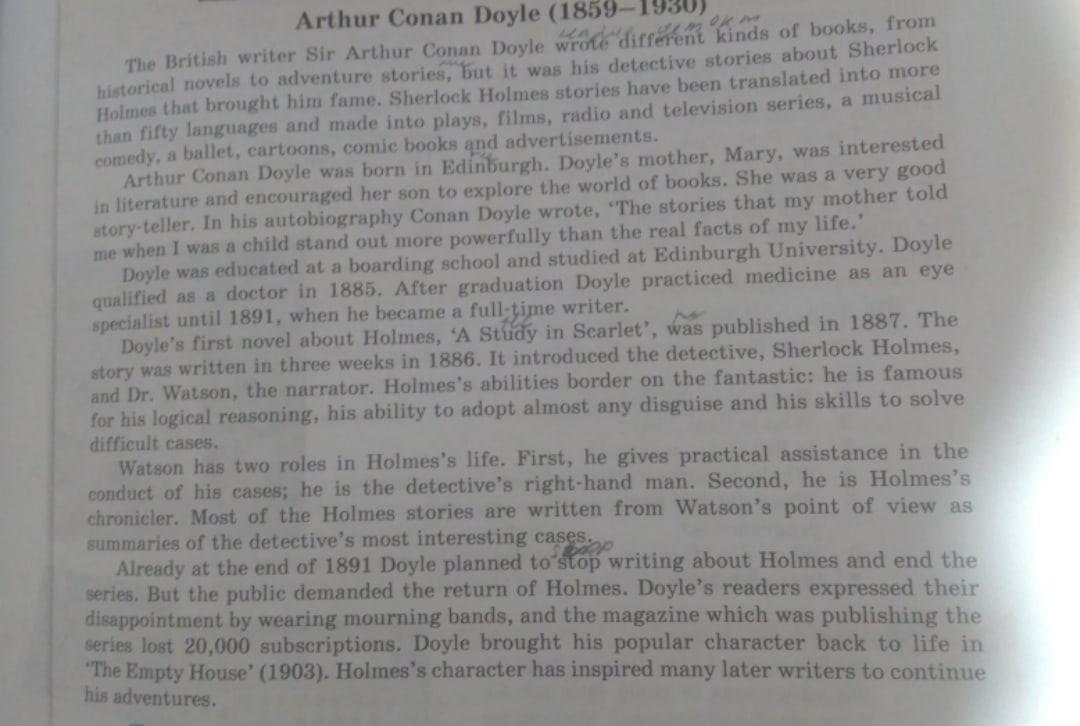 Arthur Conan Doyle (1859–1930)
The British writer Sir Arthur Conan Doyle wrote different kinds of books, from
historical novels to adventure stories, but it was his detective stories about Sherlock
Holmes that brought him fame. Sherlock Holmes stories have been translated into more
than fifty languages and made into plays, films, radio and television series, a musical
comedy, a ballet, cartoons, comic books and advertisements.
Arthur Conan Doyle was born in Edinburgh. Doyle's mother, Mary, was interested
in literature and encouraged her son to explore the world of books. She was a very good
story-teller. In his autobiography Conan Doyle wrote, 'The stories that my mother told
me when I was a child stand out more powerfully than the real facts of my life.'
Doyle was educated at a boarding school and studied at Edinburgh University. Doyle
qualified as a doctor in 1885. After graduation Doyle practiced medicine as an eye
specialist until 1891, when he became a full-time writer.
Doyle's first novel about Holmes, 'A Study in Scarlet', was published in 1887. The
story was written in three weeks in 1886. It introduced the detective, Sherlock Holmes,
and Dr. Watson, the narrator. Holmes's abilities border on the fantastic: he is famous
for his logical reasoning, his ability to adopt almost any disguise and his skills to solve
difficult cases.
Watson has two roles in Holmes's life. First, he gives practical assistance in the
conduct of his cases; he is the detective's right-hand man. Second, he is Holmes's
chronicler. Most of the Holmes stories are written from Watson's point of view as
summaries of the detective's most interesting cases.
Already at the end of 1891 Doyle planned to stop writing about Holmes and end the
series. But the public demanded the return of Holmes. Doyle's readers expressed their
disappointment by wearing mourning bands, and the magazine which was publishing the
series lost 20,000 subscriptions. Doyle brought his popular character back to life in
'The Empty House' (1903). Holmes's character has inspired many later writers to continue
his adventures.